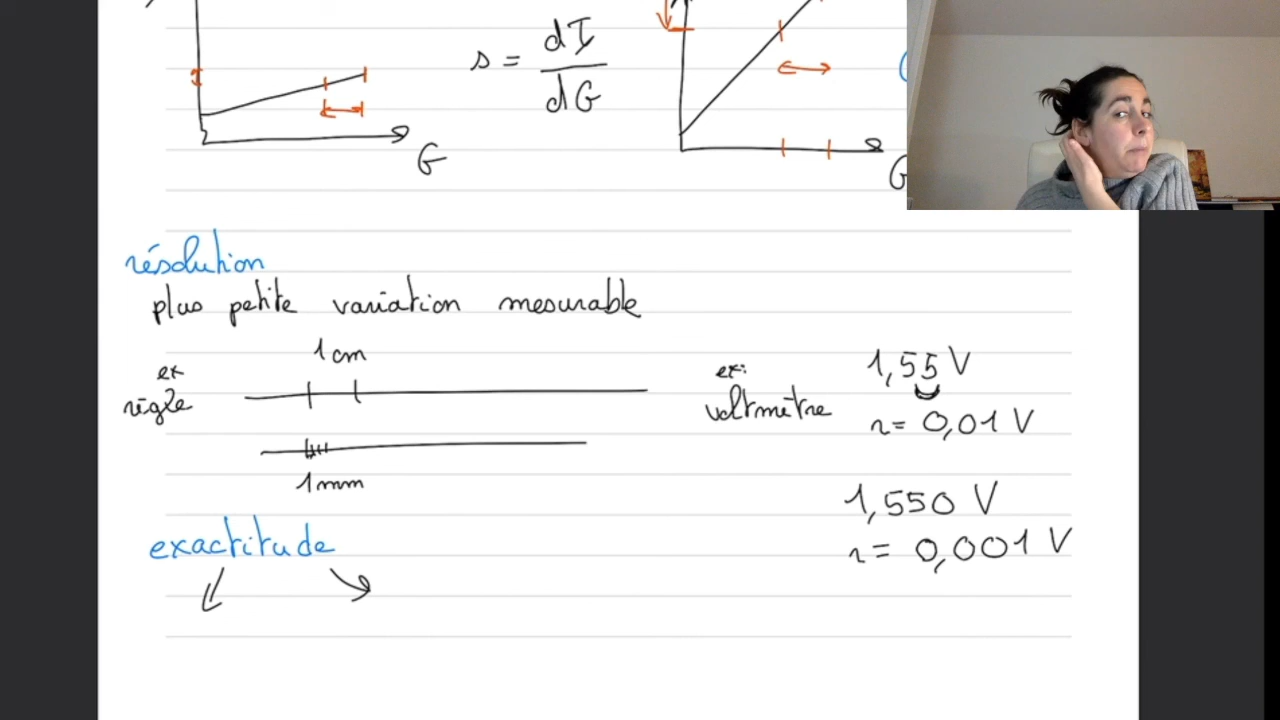 s = dI/dG
G
G
résolution
plus petite variation mesurable
1 cm
ex
règle
1 mm
ex:
voltmètre
1,55 V
r = 0,01 V
1,550 V
r = 0,001 V
exactitude